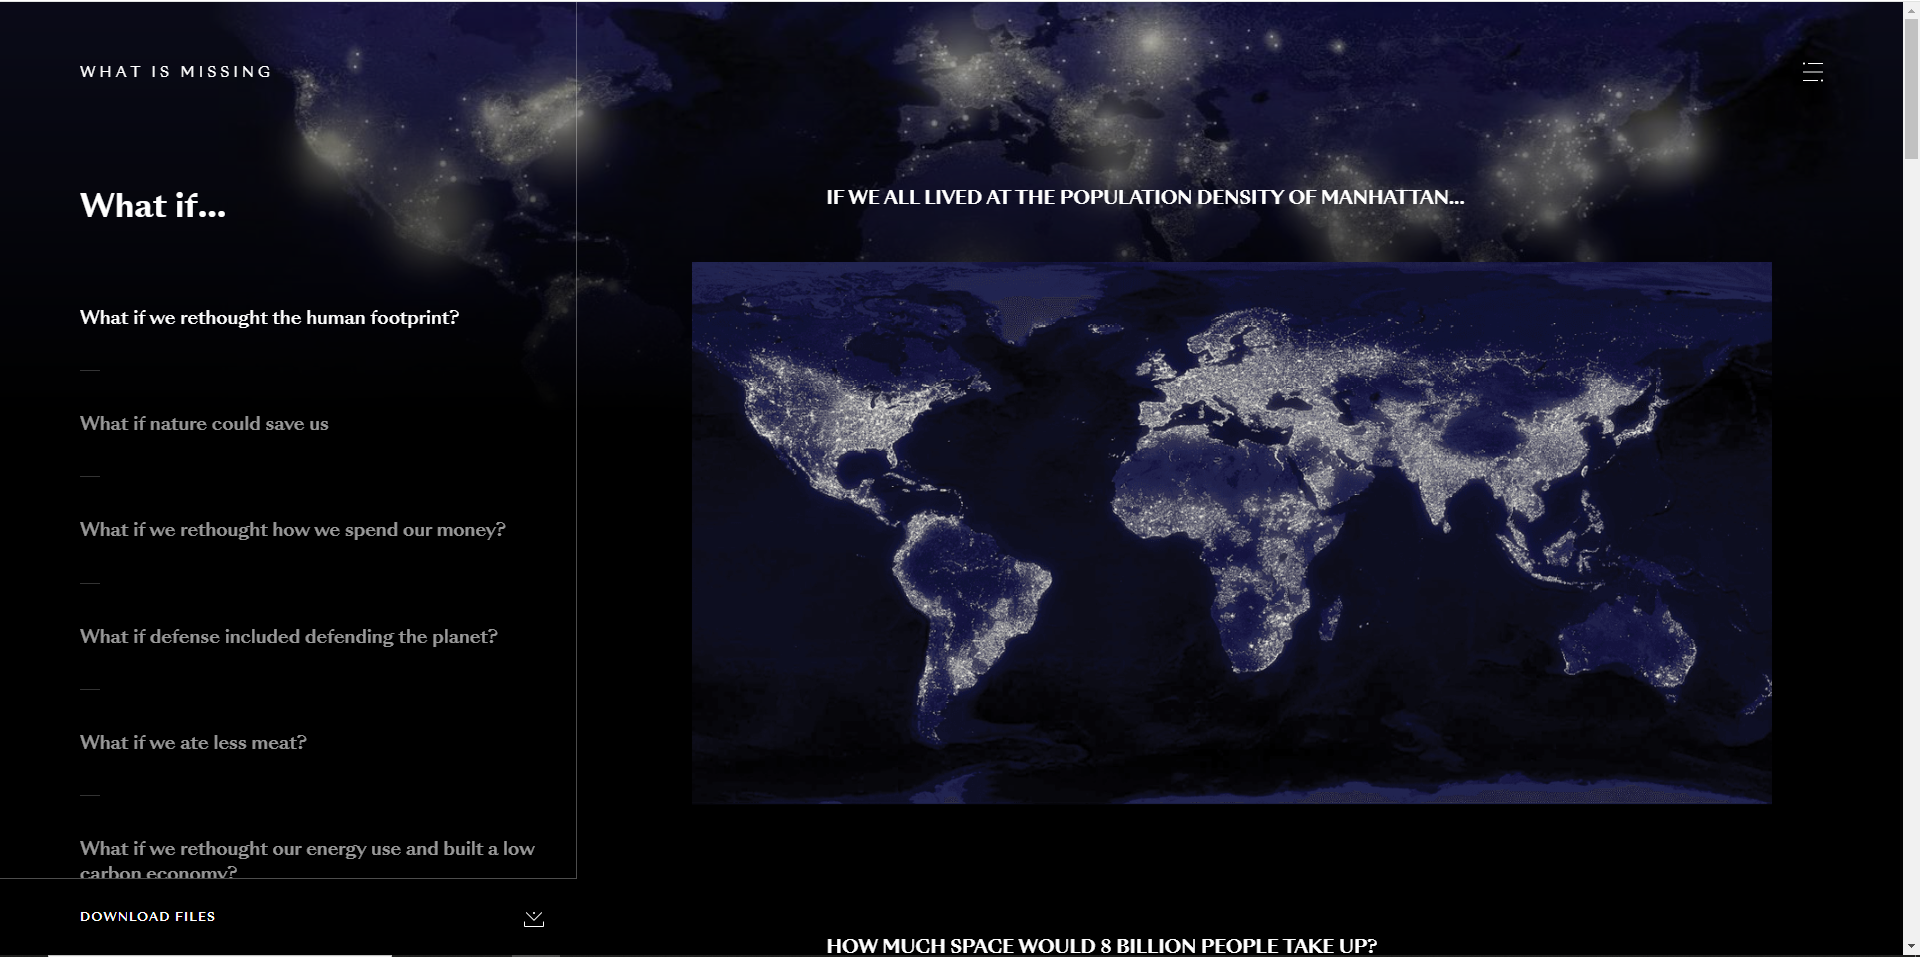 WHAT IS MISSING
What if...
What if we rethought the human footprint?
What if nature could save us
What if we rethought how we spend our money?
What if defense included defending the planet?
What if we ate less meat?
What if we rethought our energy use and built a low
carbon economy?
DOWNLOAD FILES
IF WE ALL LIVED AT THE POPULATION DENSITY OF MANHATTAN...
HOW MUCH SPACE WOULD 8 BILLION PEOPLE TAKE UP?